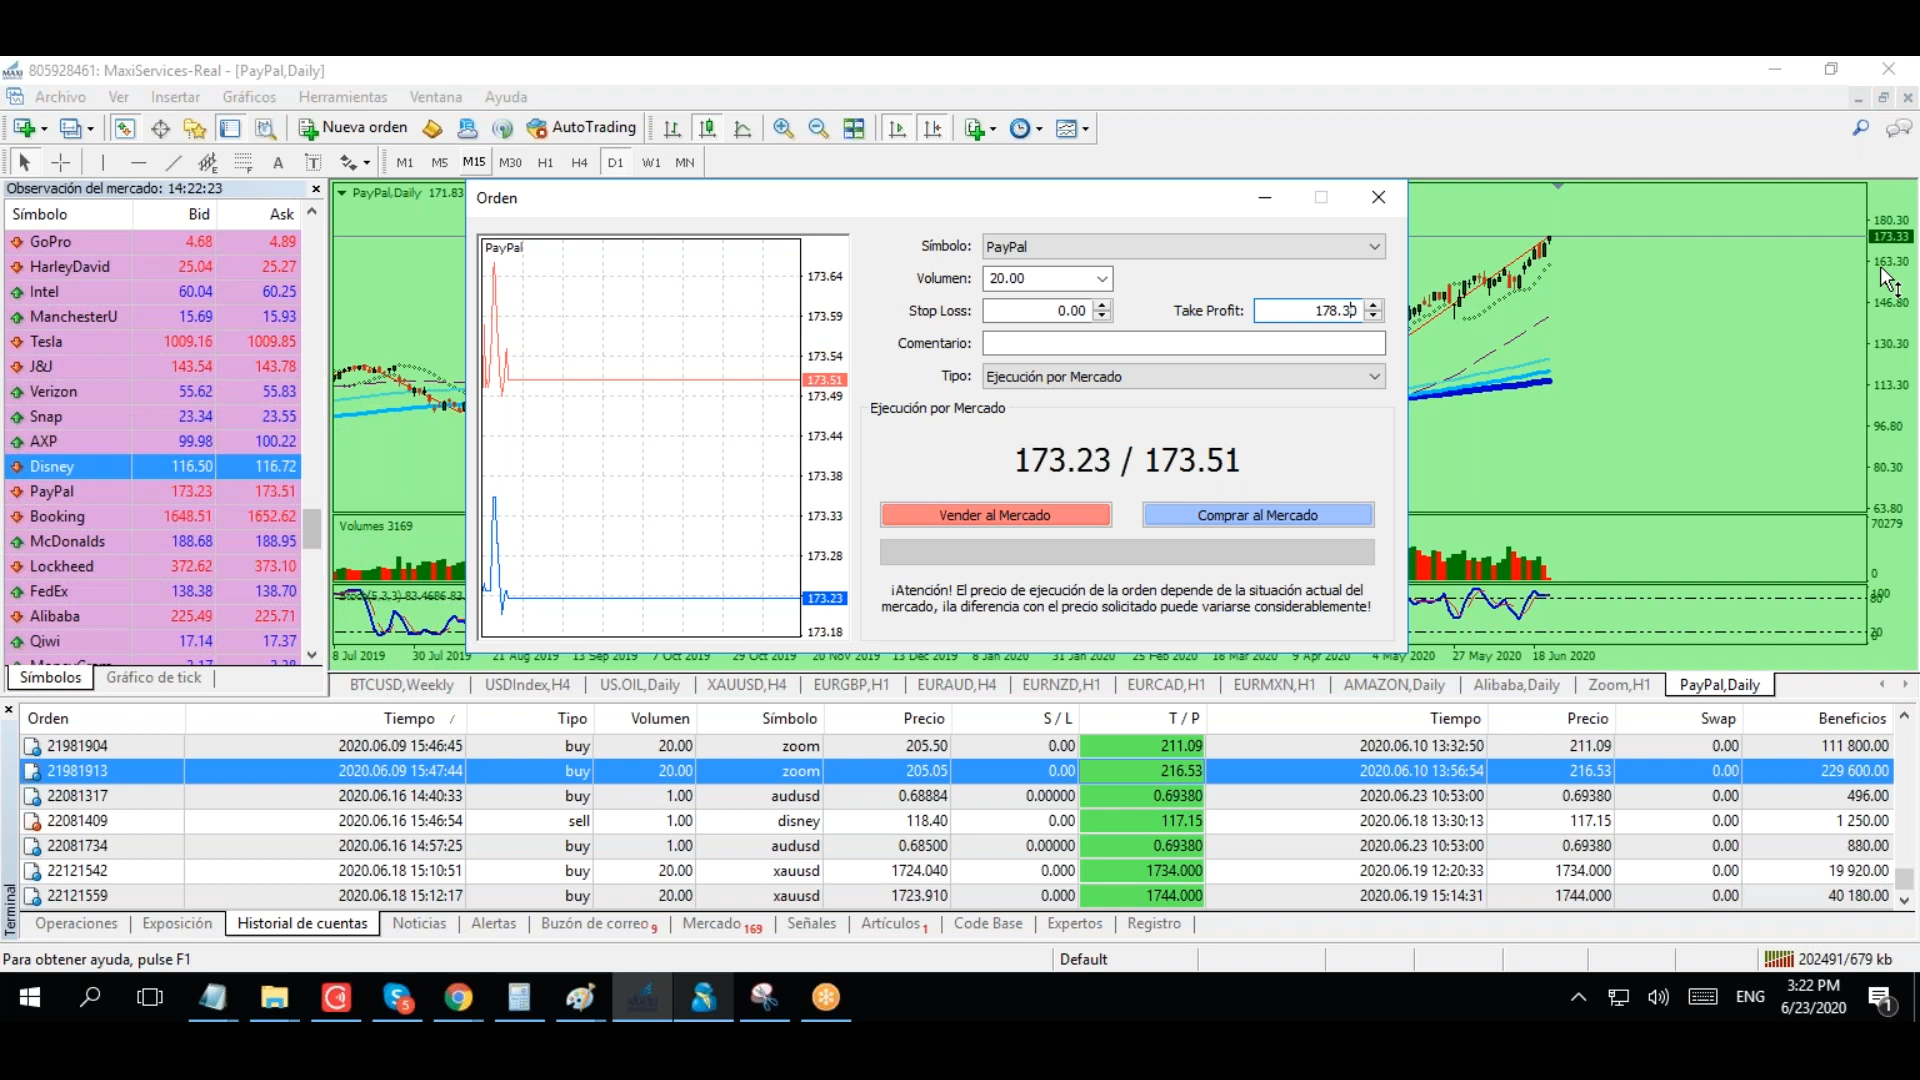 805928461: MaxiServices-Real - [PayPal,Daily]
Archivo Ver Insertar Gráficos Herramientas Ventana Ayuda
Nueva orden AutoTrading
M1 M5 M15 M30 H1 H4 D1 W1 MN
Observación del mercado: 14:22:23
Símbolo Bid Ask
GoPro 4.68 4.89
HarleyDavid 25.04 25.27
Intel 60.04 60.25
ManchesterU 15.69 15.93
Tesla 1009.16 1009.85
J&J 143.54 143.78
Verizon 55.62 55.83
Snap 23.34 23.55
AXP 99.98 100.22
Disney 116.50 116.72
PayPal 173.23 173.51
Booking 1648.51 1652.62
McDonalds 188.68 188.95
Lockheed 372.62 373.10
FedEx 138.38 138.70
Alibaba 225.49 225.71
Qiwi 17.14 17.37
Símbolos Gráfico de tick
PayPal,Daily 171.83
Volumes 3169
Orden
PayPal
173.64
173.59
173.54
173.51
173.49
173.44
173.38
173.33
173.28
173.23
173.18
Símbolo: PayPal
Volumen: 20.00
Stop Loss: 0.00 Take Profit: 178.30
Comentario:
Tipo: Ejecución por Mercado
Ejecución por Mercado
173.23 / 173.51
Vender al Mercado Comprar al Mercado
¡Atención! El precio de ejecución de la orden depende de la situación actual del
mercado, ¡la diferencia con el precio solicitado puede variarse considerablemente!
180.30
173.33
163.30
146.80
130.30
113.30
96.80
80.30
63.80
70279
0
100
80
20
8 Jul 2019 30 Jul 2019 21 Aug 2019 13 Sep 2019 7 Oct 2019 29 Oct 2019 20 Nov 2019 13 Dec 2019 8 Jan 2020 31 Jan 2020 25 Feb 2020 18 Mar 2020 9 Apr 2020 4 May 2020 27 May 2020 18 Jun 2020
BTCUSD,Weekly USDIndex,H4 US.OIL,Daily XAUUSD,H4 EURGBP,H1 EURAUD,H4 EURNZD,H1 EURCAD,H1 EURMXN,H1 AMAZON,Daily Alibaba,Daily Zoom,H1 PayPal,Daily
Orden Tiempo / Tipo Volumen Símbolo Precio S / L T / P Tiempo Precio Swap Beneficios
21981904 2020.06.09 15:46:45 buy 20.00 zoom 205.50 0.00 211.09 2020.06.10 13:32:50 211.09 0.00 111 800.00
21981913 2020.06.09 15:47:44 buy 20.00 zoom 205.05 0.00 216.53 2020.06.10 13:56:54 216.53 0.00 229 600.00
22081317 2020.06.16 14:40:33 buy 1.00 audusd 0.68884 0.00000 0.69380 2020.06.23 10:53:00 0.69380 0.00 496.00
22081409 2020.06.16 15:46:54 sell 1.00 disney 118.40 0.00 117.15 2020.06.18 13:30:13 117.15 0.00 1 250.00
22081734 2020.06.16 14:57:25 buy 1.00 audusd 0.68500 0.00000 0.69380 2020.06.23 10:53:00 0.69380 0.00 880.00
22121542 2020.06.18 15:10:51 buy 20.00 xauusd 1724.040 0.000 1734.000 2020.06.19 12:20:33 1734.000 0.00 19 920.00
22121559 2020.06.18 15:12:17 buy 20.00 xauusd 1723.910 0.000 1744.000 2020.06.19 15:14:31 1744.000 0.00 40 180.00
Terminal
Operaciones Exposición Historial de cuentas Noticias Alertas Buzón de correo 9 Mercado 169 Señales Artículos 1 Code Base Expertos Registro
Para obtener ayuda, pulse F1 Default 202491/679 kb
ENG 3:22 PM
6/23/2020